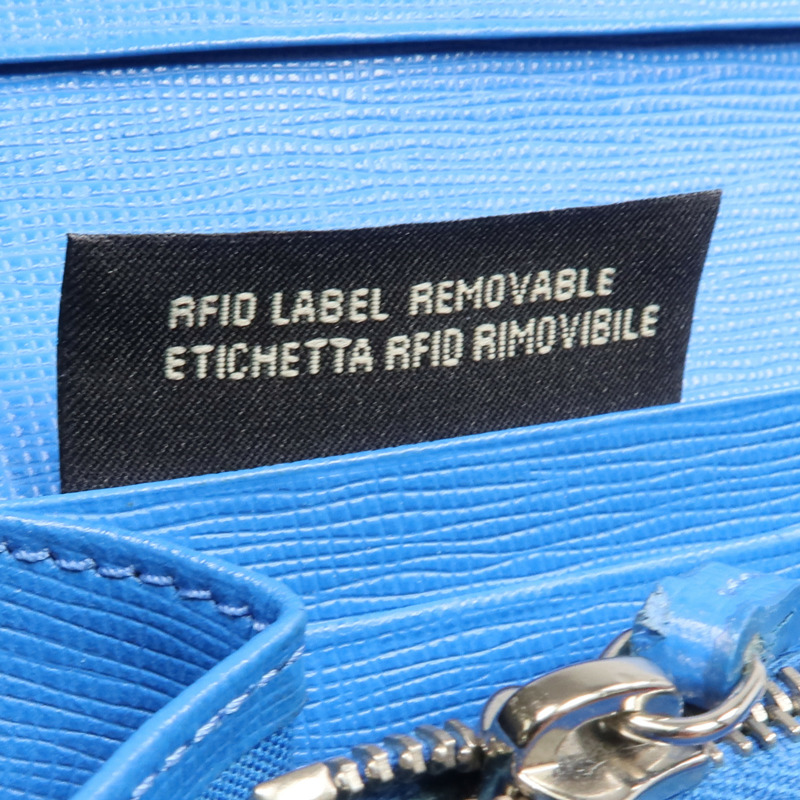 RFID LABEL REMOVABLE
ETICHETTA RFID RIMOVIBILE